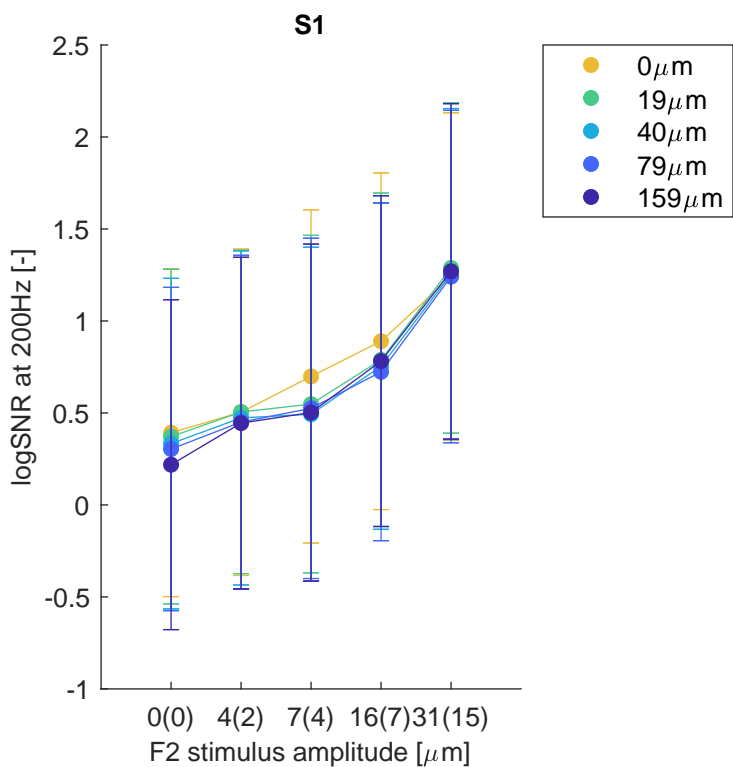 S1
2.5
2
1.5
1
0.5
0
-0.5
-1
logSNR at 200Hz [-]
0(0) 4(2) 7(4) 16(7) 31(15)
F2 stimulus amplitude [μm]
0μm
19μm
40μm
79μm
159μm